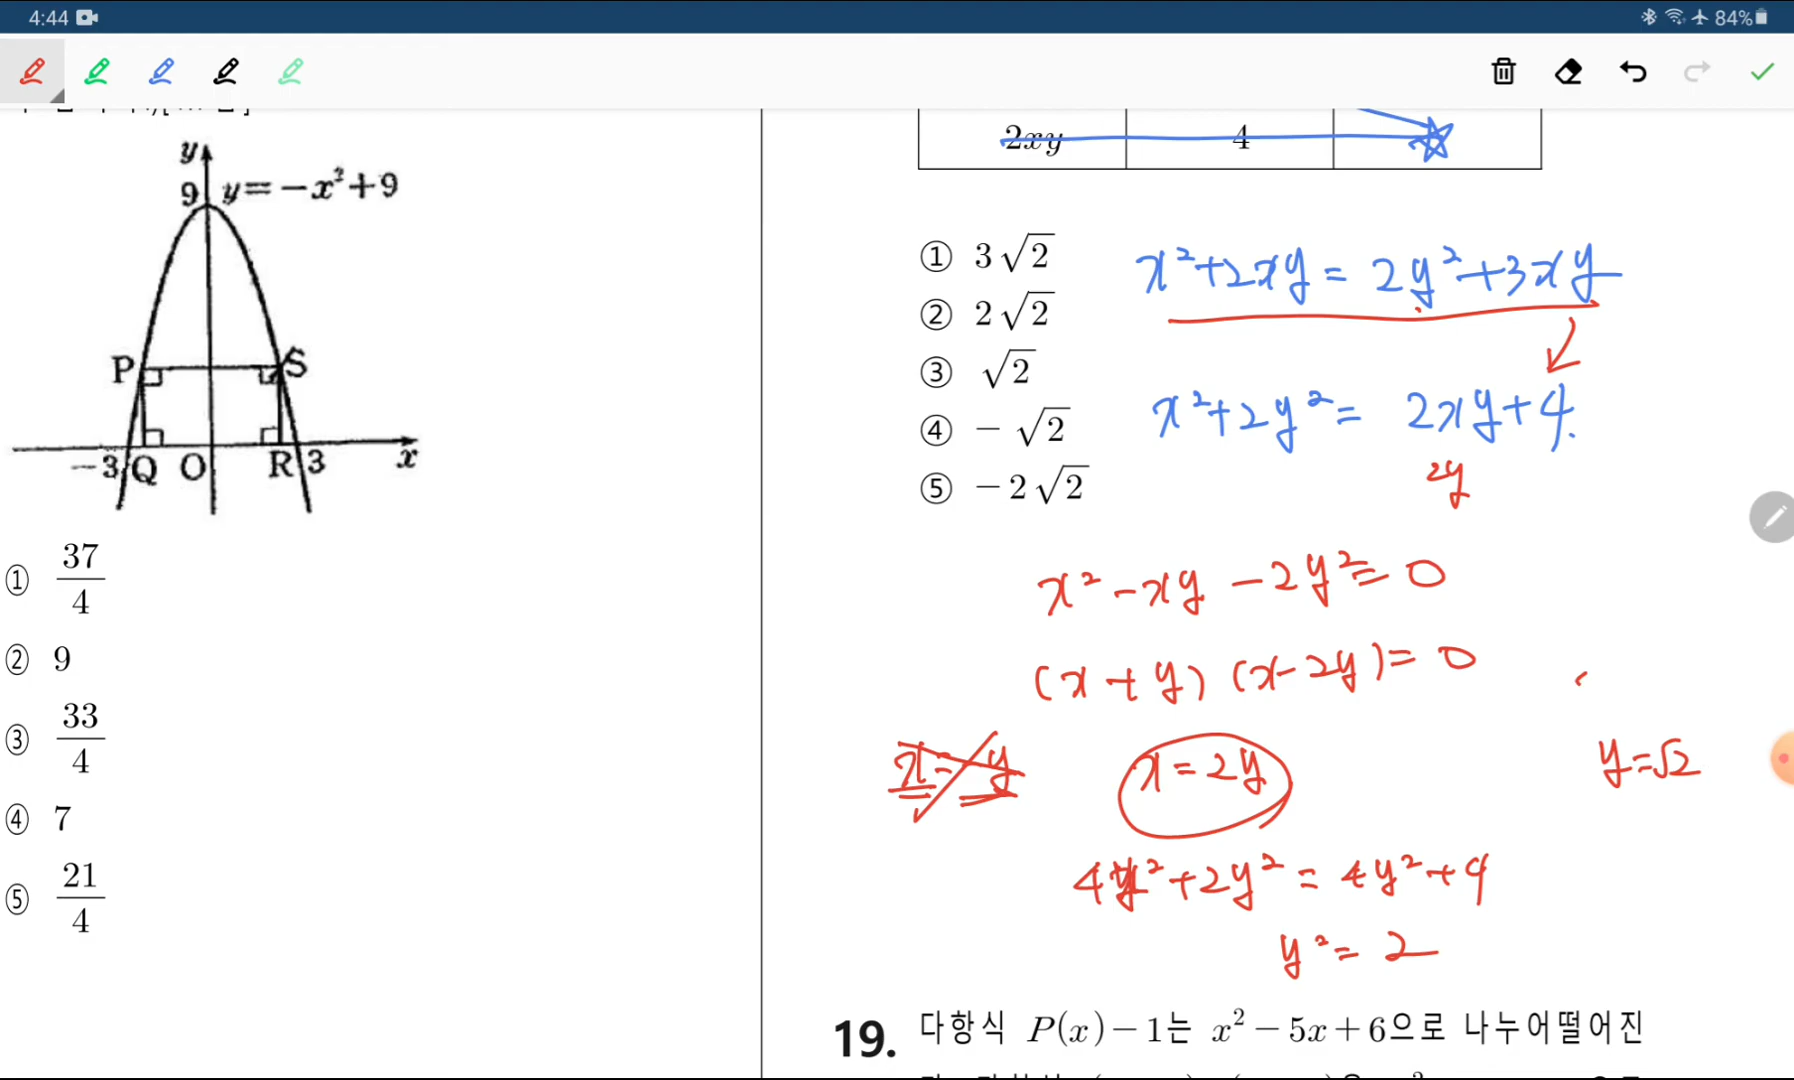 4:44
84%
y
9 y=-x²+9
P S
-3 Q O R 3 x
① 37/4
② 9
③ 33/4
④ 7
⑤ 21/4
2xy 4
① 3√2
② 2√2
③ √2
④ -√2
⑤ -2√2
x²+2xy = 2y²+3xy
x²+2y² = 2xy+4.
2y
x²-xy-2y²=0
(x+y)(x-2y)=0
x=-y x=2y y=√2
4y²+2y²=4y²+4
y²=2
19. 다항식 P(x)-1는 x²-5x+6으로 나누어떨어진